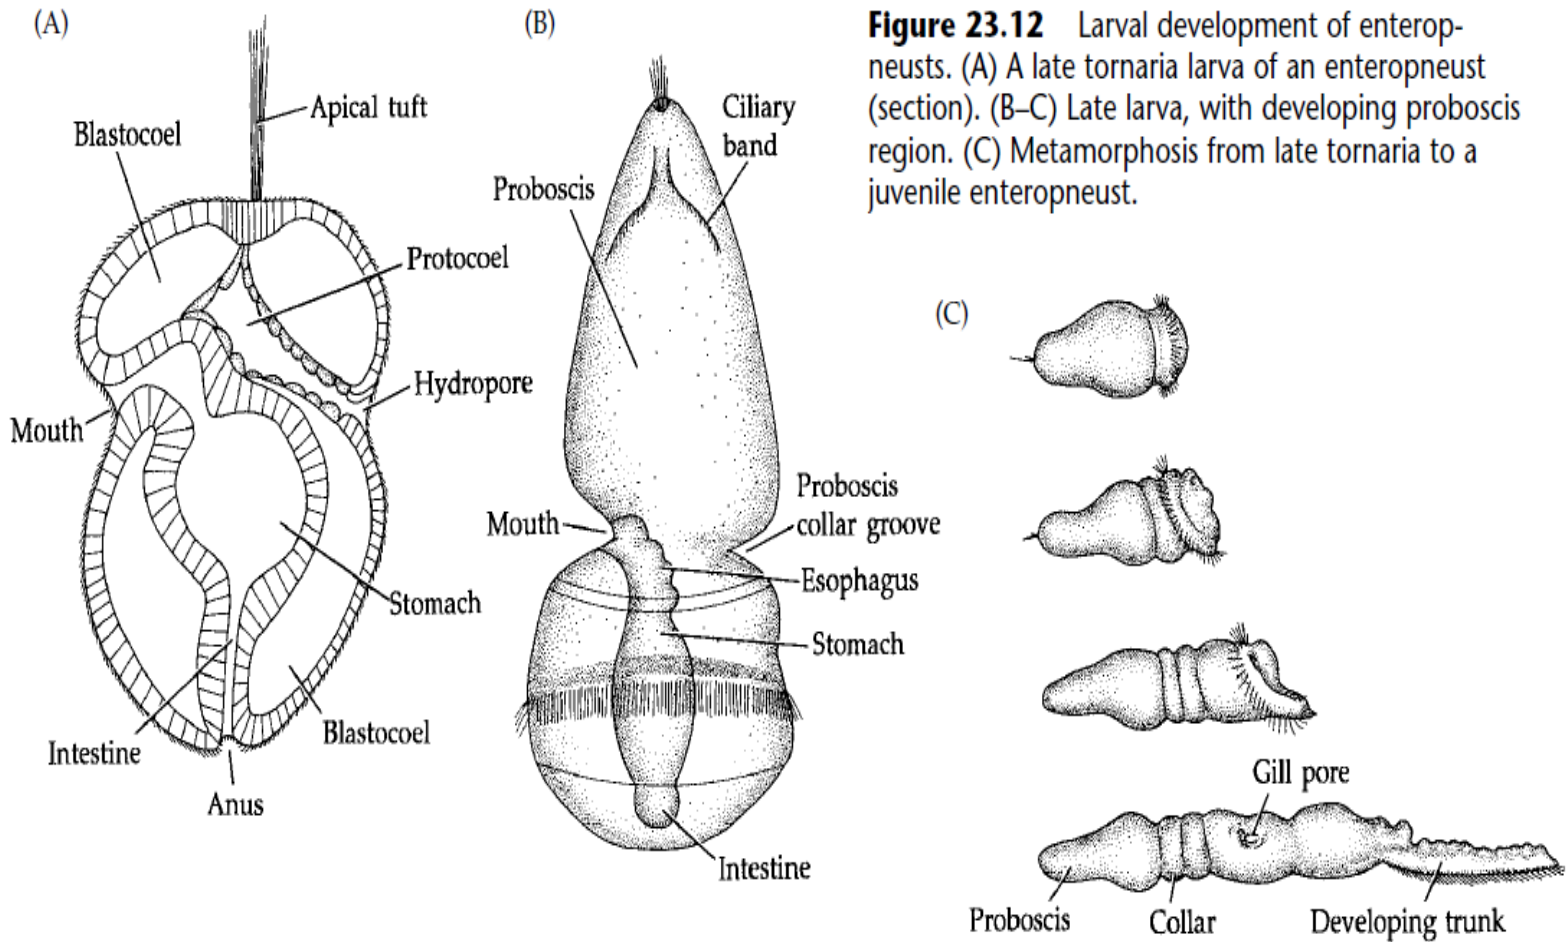 (A)
Apical tuft
Blastocoel
Protocoel
Hydropore
Mouth
Stomach
Blastocoel
Intestine
Anus
(B)
Ciliary
band
Proboscis
Proboscis
collar groove
Mouth
Esophagus
Stomach
Intestine
Figure 23.12 Larval development of enterop-
neusts. (A) A late tornaria larva of an enteropneust
(section). (B–C) Late larva, with developing proboscis
region. (C) Metamorphosis from late tornaria to a
juvenile enteropneust.
(C)
Gill pore
Proboscis
Collar
Developing trunk